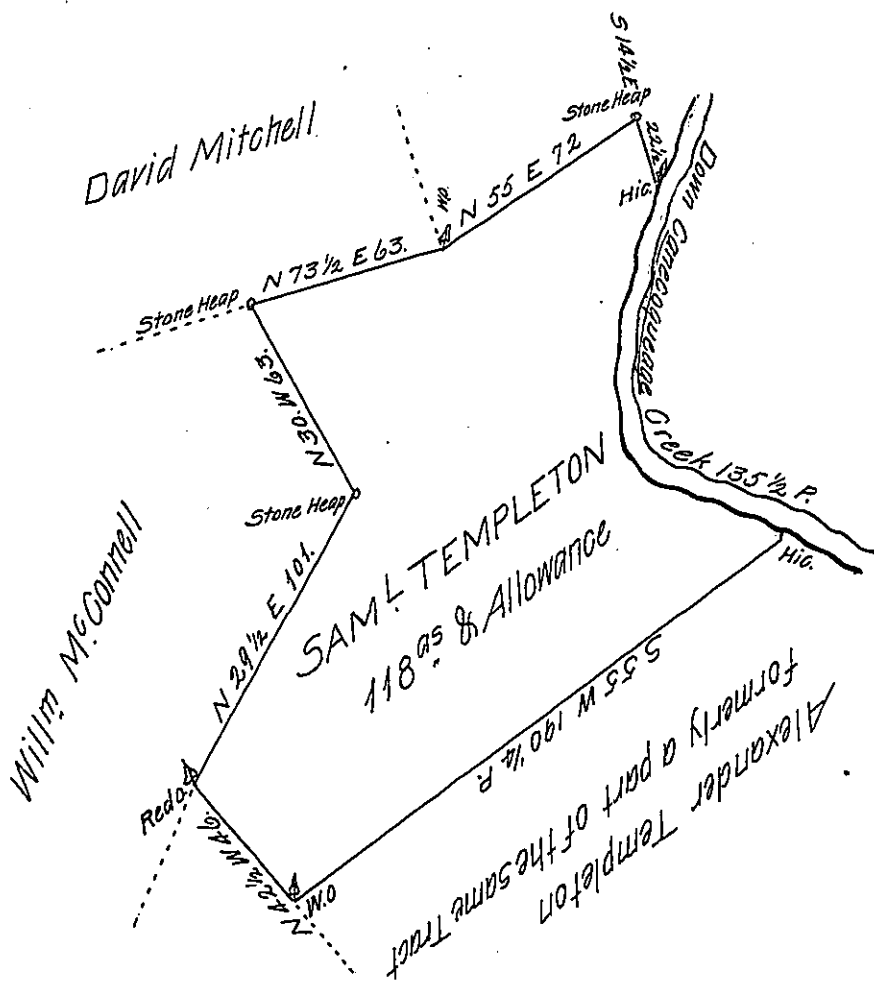 David Mitchell
S 14½ E
Stone Heap
22½ P.
Hic.
Down Canecoqueage Creek 135½ P.
N 55 E 72
W.O.
N 73½ E 63.
Stone Heap
N 30. W 63.
Stone Heap
Willm̄ McConnell
N 29½ E 101.
SAML. TEMPLETON
118as & Allowance
Hic.
S 55 W 190¼ P.
Alexander Templeton
formerly a part of the Same Tract
Red o.
N 42½ W 46.
W.O